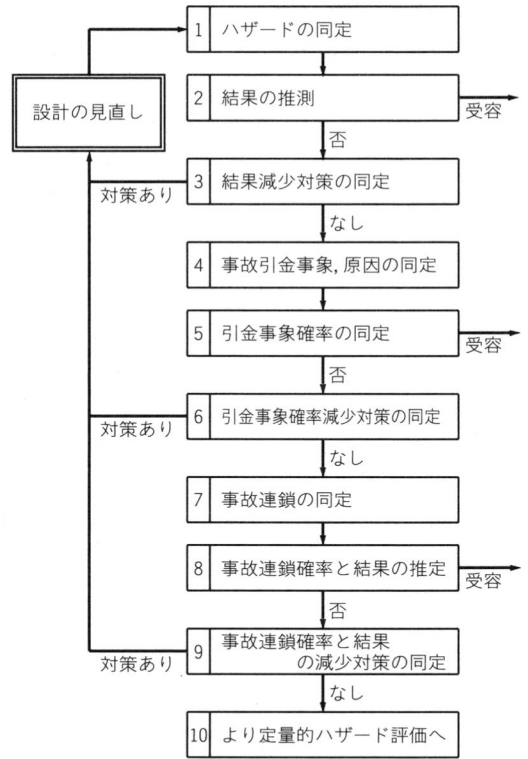 1 ハザードの同定
設計の見直し
2 結果の推測
受容
否
3 結果減少対策の同定
対策あり
なし
4 事故引金事象,原因の同定
5 引金事象確率の同定
受容
否
6 引金事象確率減少対策の同定
対策あり
なし
7 事故連鎖の同定
8 事故連鎖確率と結果の推定
受容
否
9 事故連鎖確率と結果
の減少対策の同定
対策あり
なし
10 より定量的ハザード評価へ